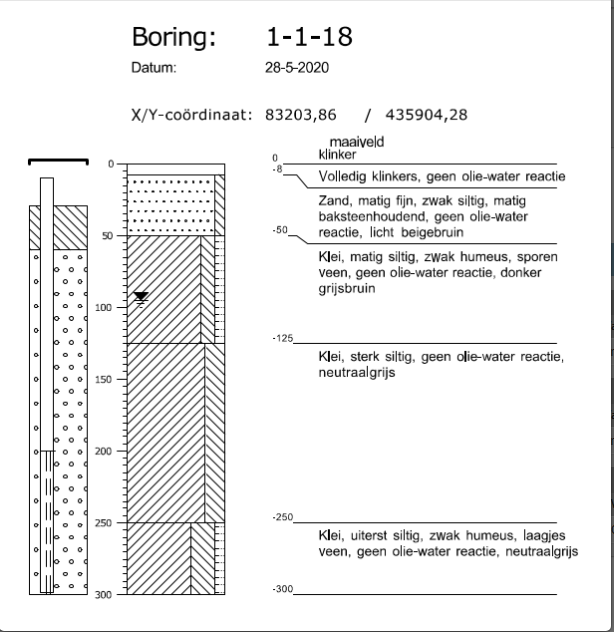 Boring: 1-1-18
Datum: 28-5-2020
X/Y-coördinaat: 83203,86 / 435904,28
maaiveld
0 klinker
-8 Volledig klinkers, geen olie-water reactie
Zand, matig fijn, zwak siltig, matig
baksteenhoudend, geen olie-water
-50 reactie, licht beigebruin
Klei, matig siltig, zwak humeus, sporen
veen, geen olie-water reactie, donker
grijsbruin
-125
Klei, sterk siltig, geen olie-water reactie,
neutraalgrijs
-250
Klei, uiterst siltig, zwak humeus, laagjes
veen, geen olie-water reactie, neutraalgrijs
-300
0
50
100
150
200
250
300